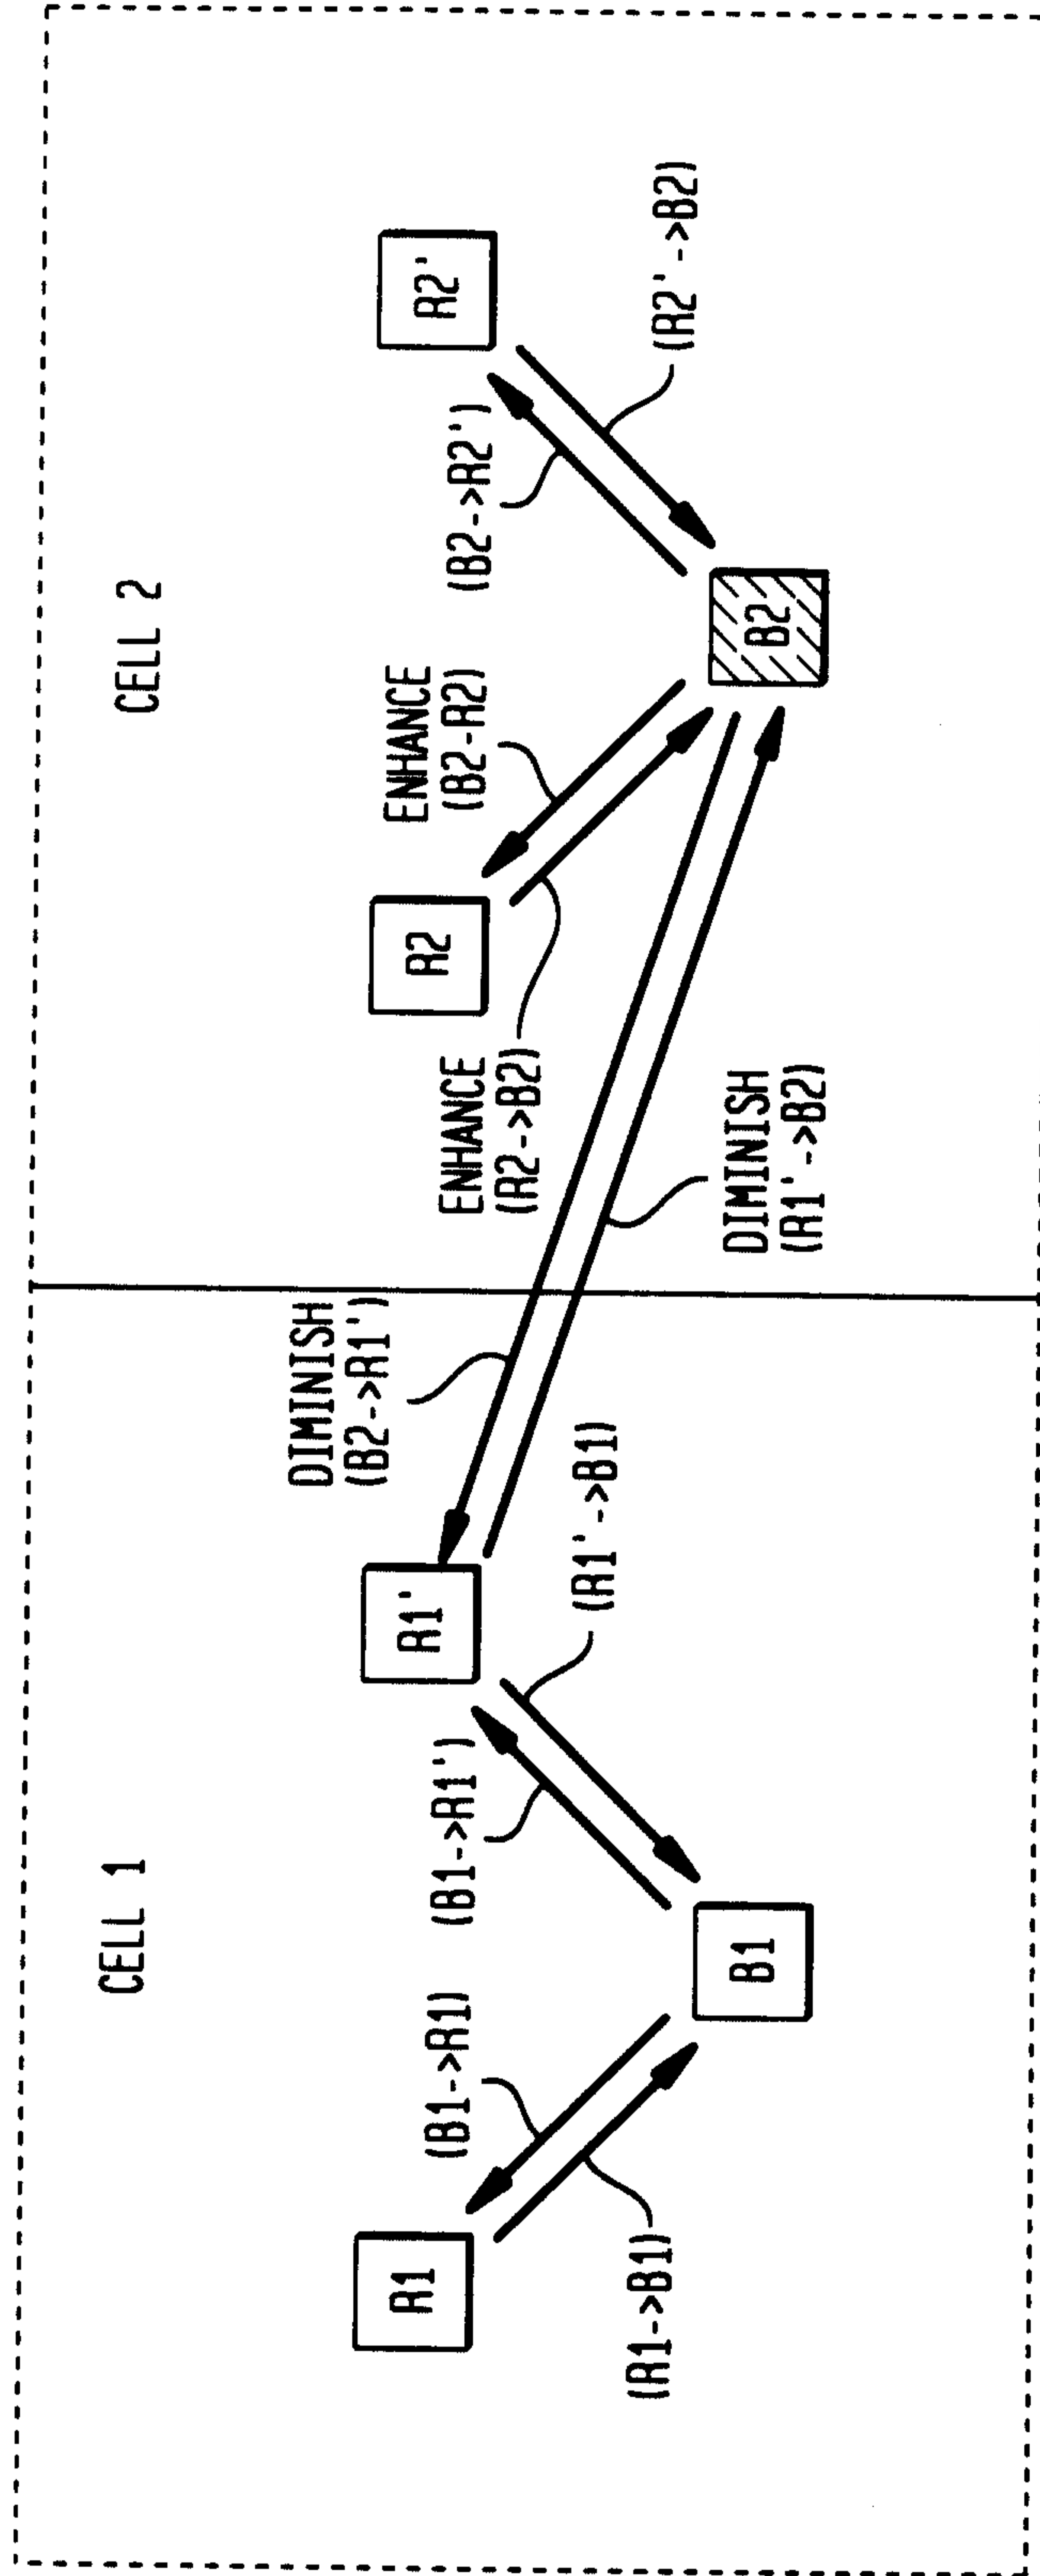 CELL 1
CELL 2
R1
(B1->R1)
(R1->B1)
B1
(B1->R1')
(R1'->B1)
R1'
DIMINISH
(B2->R1')
DIMINISH
(R1'->B2)
ENHANCE
(R2->B2)
R2
ENHANCE
(B2-R2)
B2
(B2->R2')
(R2'->B2)
R2'